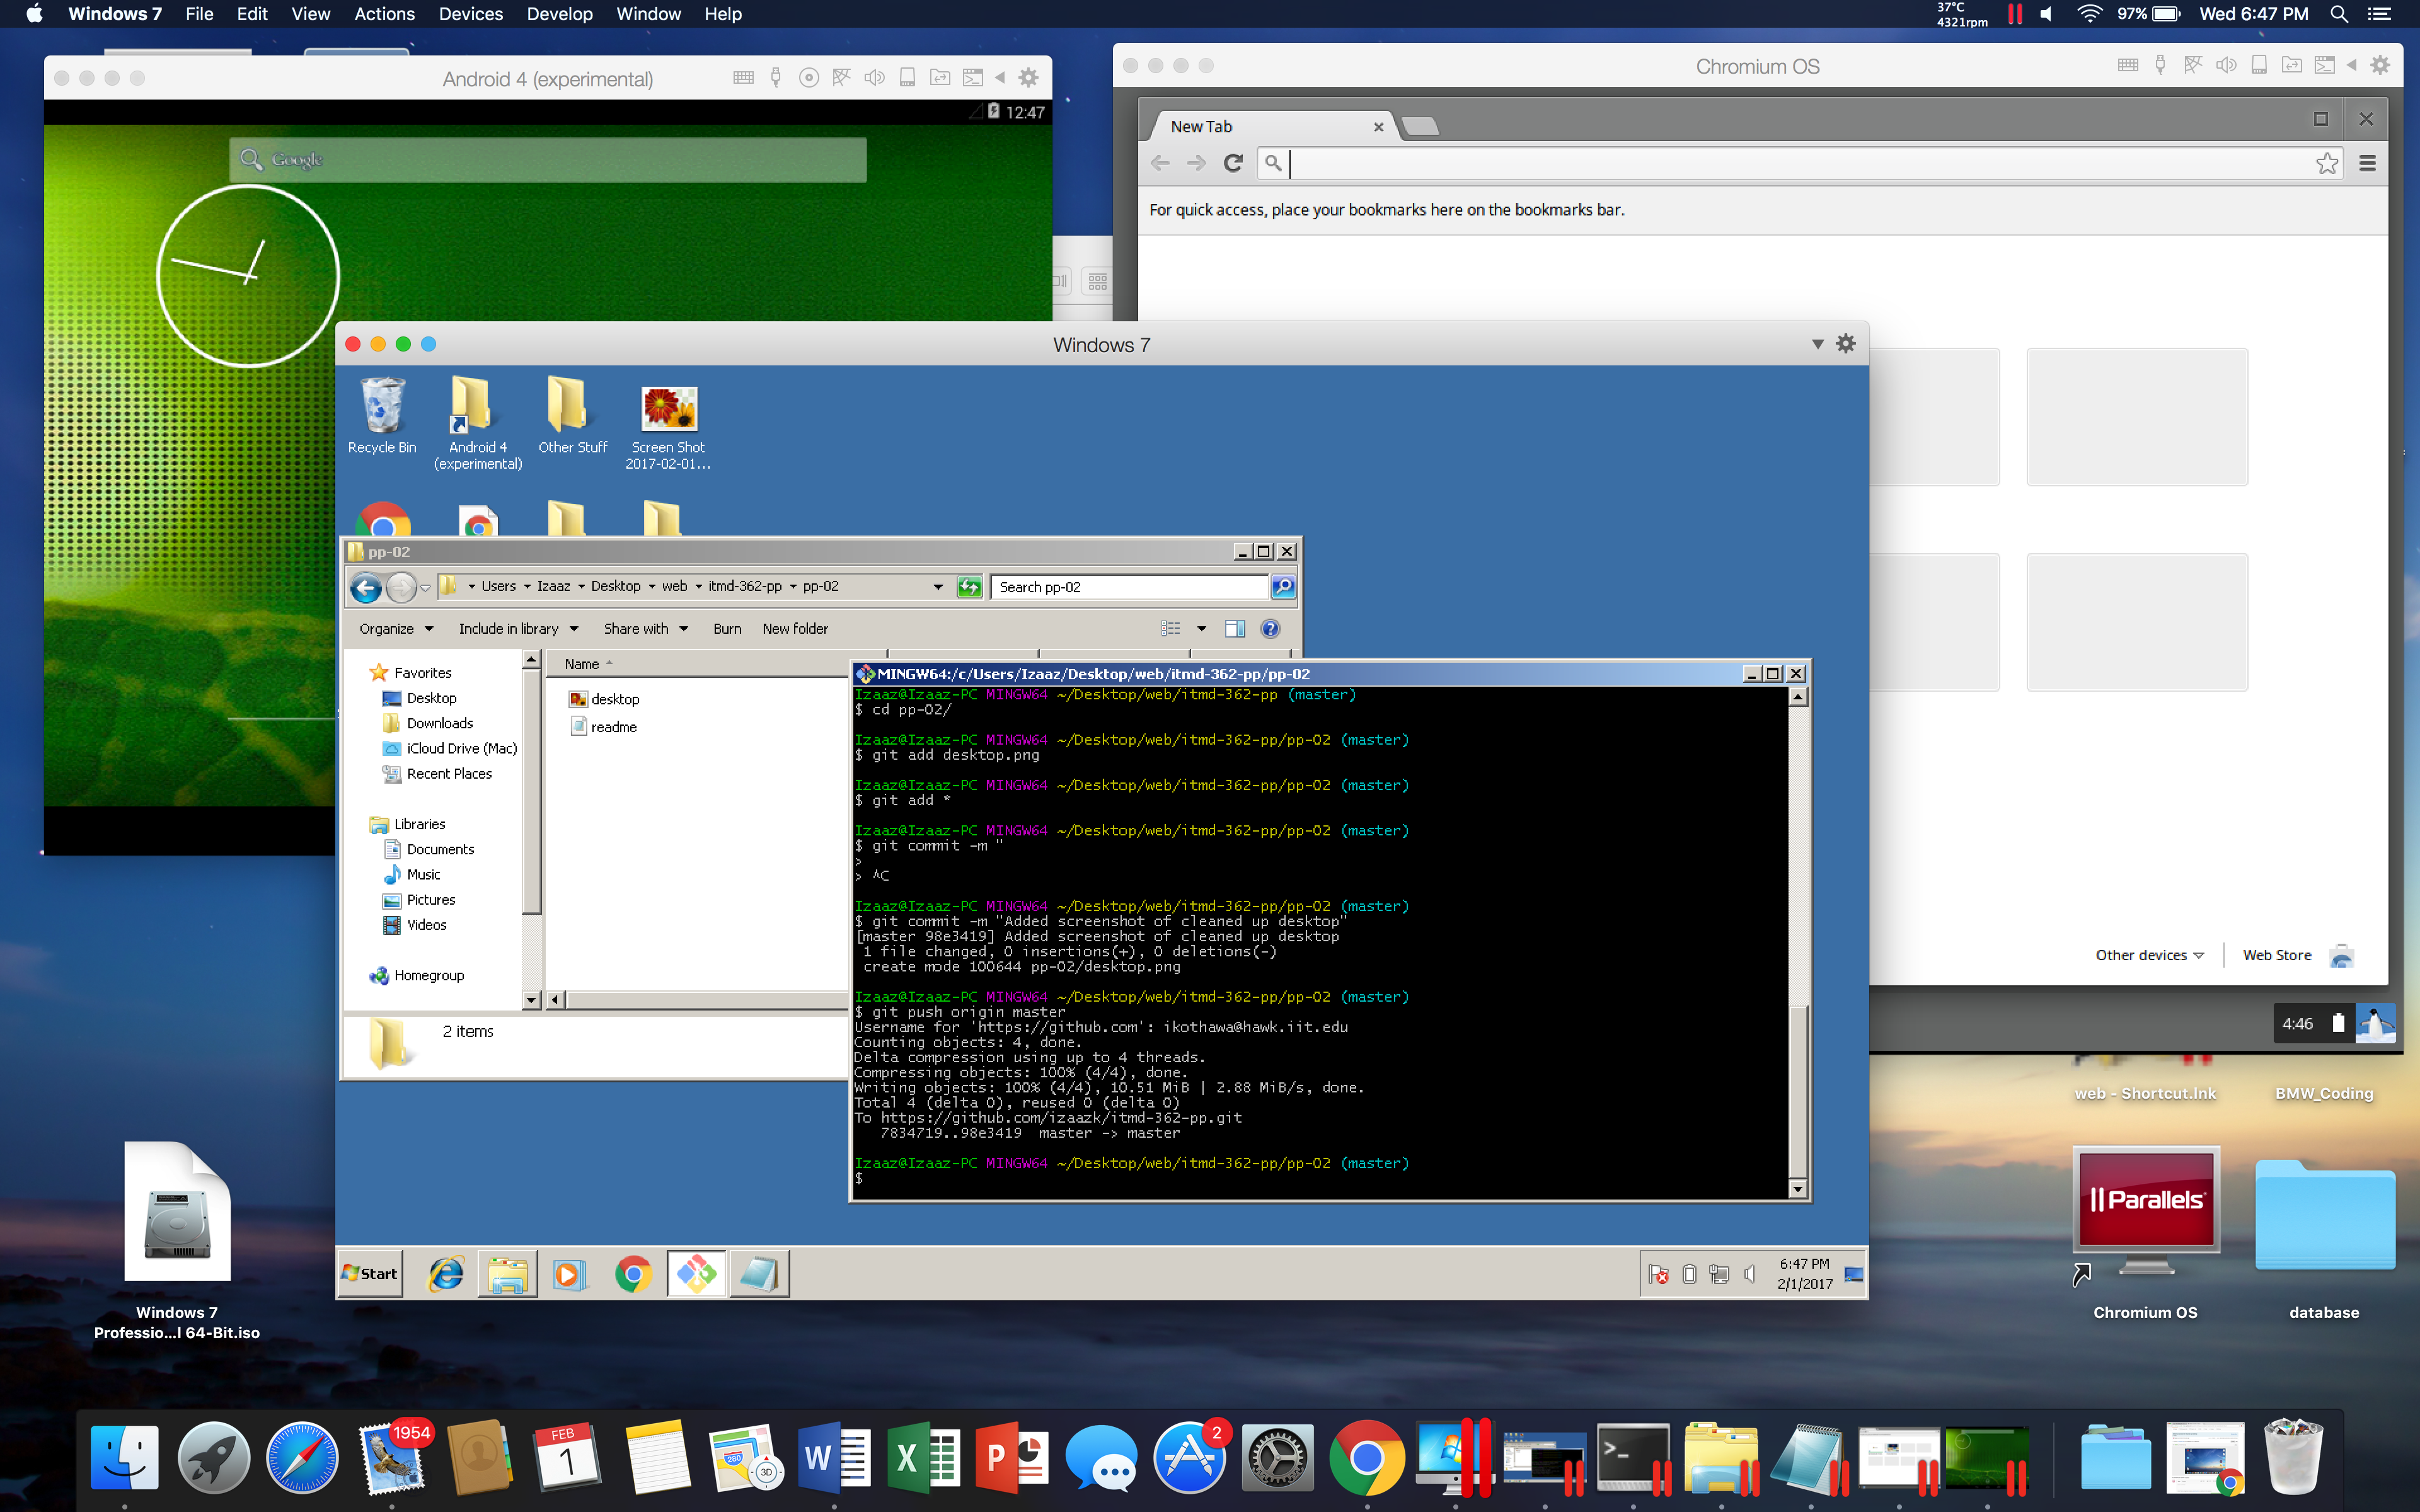 Windows 7 File Edit View Actions Devices Develop Window Help
37°C
4321rpm
97% Wed 6:47 PM
Android 4 (experimental)
12:47
Google
Chromium OS
New Tab
For quick access, place your bookmarks here on the bookmarks bar.
Other devices Web Store
4:46
Windows 7
Recycle Bin
Android 4
(experimental)
Other Stuff
Screen Shot
2017-02-01...
pp-02
Users Izaaz Desktop web itmd-362-pp pp-02
Search pp-02
Organize Include in library Share with Burn New folder
Favorites
Desktop
Downloads
iCloud Drive (Mac)
Recent Places
Libraries
Documents
Music
Pictures
Videos
Homegroup
Name
desktop
readme
2 items
MINGW64:/c/Users/Izaaz/Desktop/web/itmd-362-pp/pp-02
Izaaz@Izaaz-PC MINGW64 ~/Desktop/web/itmd-362-pp (master)
$ cd pp-02/
Izaaz@Izaaz-PC MINGW64 ~/Desktop/web/itmd-362-pp/pp-02 (master)
$ git add desktop.png
Izaaz@Izaaz-PC MINGW64 ~/Desktop/web/itmd-362-pp/pp-02 (master)
$ git add *
Izaaz@Izaaz-PC MINGW64 ~/Desktop/web/itmd-362-pp/pp-02 (master)
$ git commit -m "
>
> ^C
Izaaz@Izaaz-PC MINGW64 ~/Desktop/web/itmd-362-pp/pp-02 (master)
$ git commit -m "Added screenshot of cleaned up desktop"
[master 98e3419] Added screenshot of cleaned up desktop
1 file changed, 0 insertions(+), 0 deletions(-)
create mode 100644 pp-02/desktop.png
Izaaz@Izaaz-PC MINGW64 ~/Desktop/web/itmd-362-pp/pp-02 (master)
$ git push origin master
Username for 'https://github.com': ikothawa@hawk.iit.edu
Counting objects: 4, done.
Delta compression using up to 4 threads.
Compressing objects: 100% (4/4), done.
Writing objects: 100% (4/4), 10.51 MiB | 2.88 MiB/s, done.
Total 4 (delta 0), reused 0 (delta 0)
To https://github.com/izaazk/itmd-362-pp.git
7834719..98e3419 master -> master
Izaaz@Izaaz-PC MINGW64 ~/Desktop/web/itmd-362-pp/pp-02 (master)
$
Start
6:47 PM
2/1/2017
web - Shortcut.lnk
BMW_Coding
Parallels
Chromium OS
database
Windows 7
Professio...l 64-Bit.iso
1954
FEB
1
280
3D
W
X
P
2